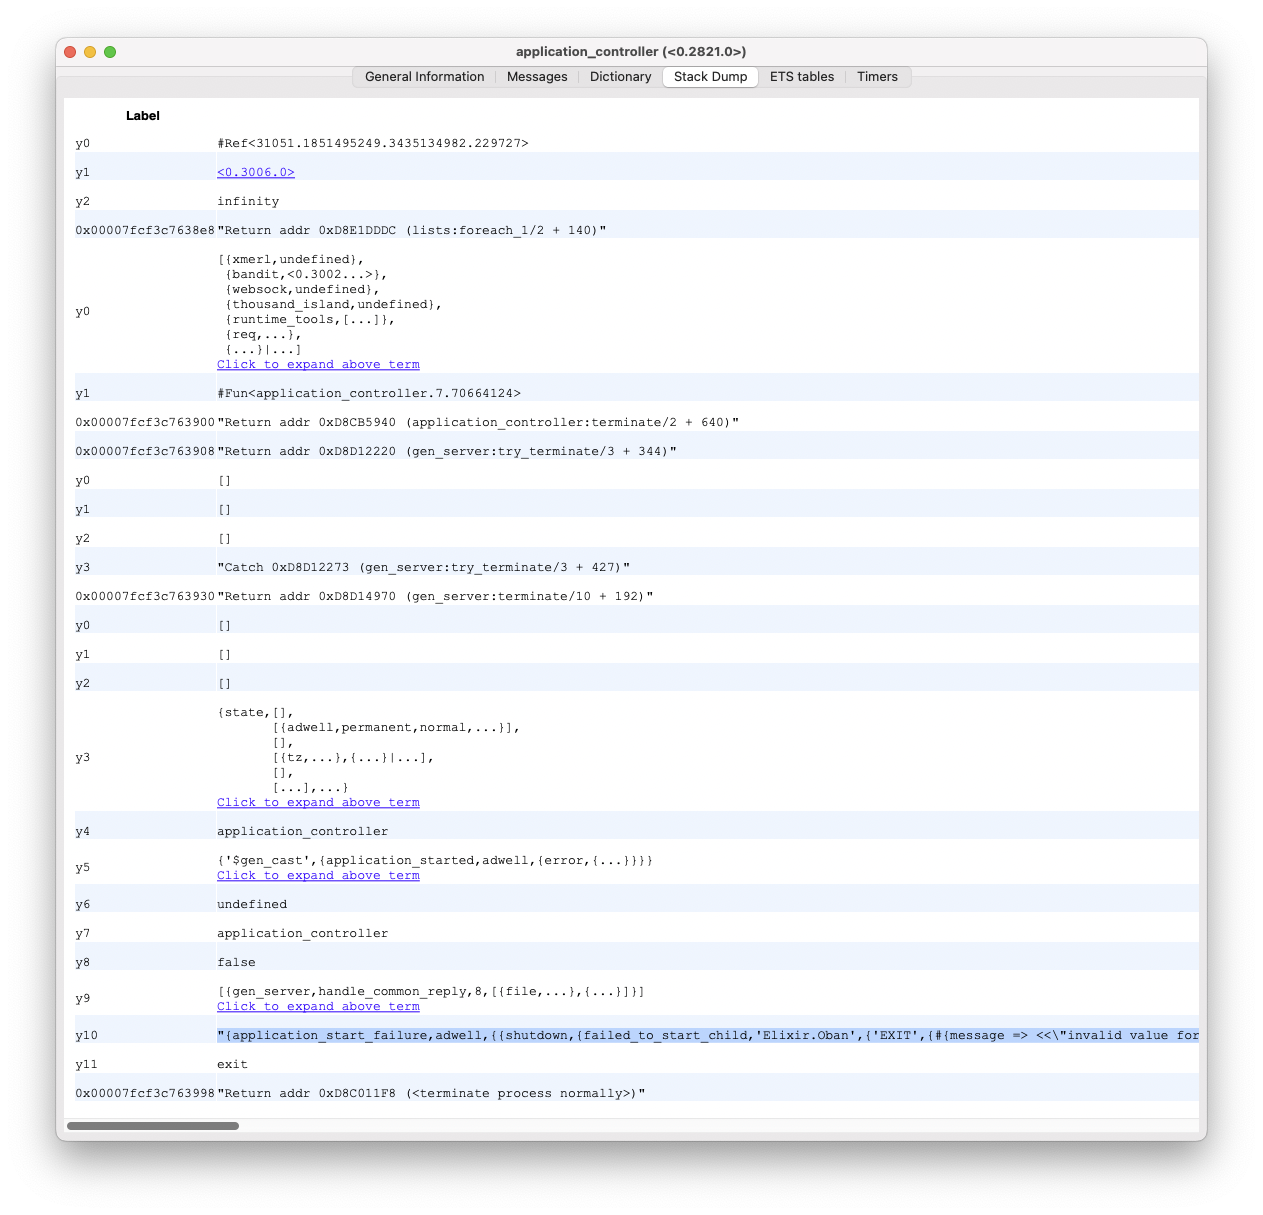 application_controller (<0.2821.0>)
General Information Messages Dictionary Stack Dump ETS tables Timers
Label
y0 #Ref<31051.1851495249.3435134982.229727>
y1 <0.3006.0>
y2 infinity
0x00007fcf3c7638e8 "Return addr 0xD8E1DDDC (lists:foreach_1/2 + 140)"
y0 [{xmerl,undefined},
{bandit,<0.3002...>},
{websock,undefined},
{thousand_island,undefined},
{runtime_tools,[...]},
{req,...},
{...}|...]
Click to expand above term
y1 #Fun<application_controller.7.70664124>
0x00007fcf3c763900 "Return addr 0xD8CB5940 (application_controller:terminate/2 + 640)"
0x00007fcf3c763908 "Return addr 0xD8D12220 (gen_server:try_terminate/3 + 344)"
y0 []
y1 []
y2 []
y3 "Catch 0xD8D12273 (gen_server:try_terminate/3 + 427)"
0x00007fcf3c763930 "Return addr 0xD8D14970 (gen_server:terminate/10 + 192)"
y0 []
y1 []
y2 []
y3 {state,[],
[{adwell,permanent,normal,...}],
[],
[{tz,...},{...}|...],
[],
[...],...}
Click to expand above term
y4 application_controller
y5 {'$gen_cast',{application_started,adwell,{error,{...}}}}
Click to expand above term
y6 undefined
y7 application_controller
y8 false
y9 [{gen_server,handle_common_reply,8,[{file,...},{...}]}]
Click to expand above term
y10 "{application_start_failure,adwell,{{shutdown,{failed_to_start_child,'Elixir.Oban',{'EXIT',{#{message => <<\"invalid value for
y11 exit
0x00007fcf3c763998 "Return addr 0xD8C011F8 (<terminate process normally>)"